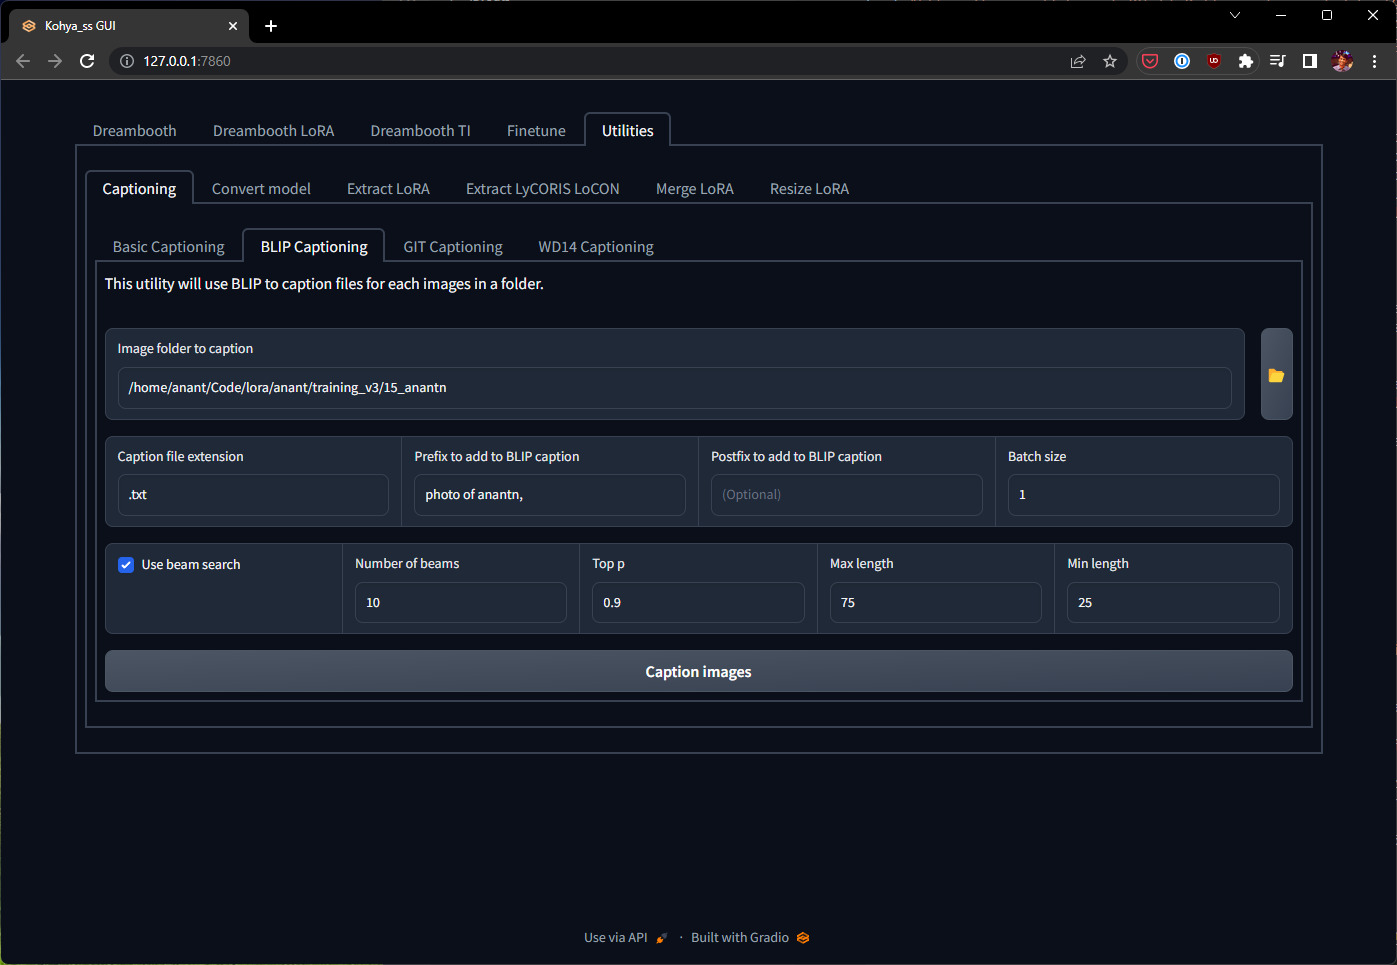 Kohya_ss GUI
127.0.0.1:7860
Dreambooth Dreambooth LoRA Dreambooth TI Finetune Utilities
Captioning Convert model Extract LoRA Extract LyCORIS LoCON Merge LoRA Resize LoRA
Basic Captioning BLIP Captioning GIT Captioning WD14 Captioning
This utility will use BLIP to caption files for each images in a folder.
Image folder to caption
/home/anant/Code/lora/anant/training_v3/15_anantn
Caption file extension Prefix to add to BLIP caption Postfix to add to BLIP caption Batch size
.txt photo of anantn, (Optional) 1
Use beam search Number of beams Top p Max length Min length
10 0.9 75 25
Caption images
Use via API · Built with Gradio